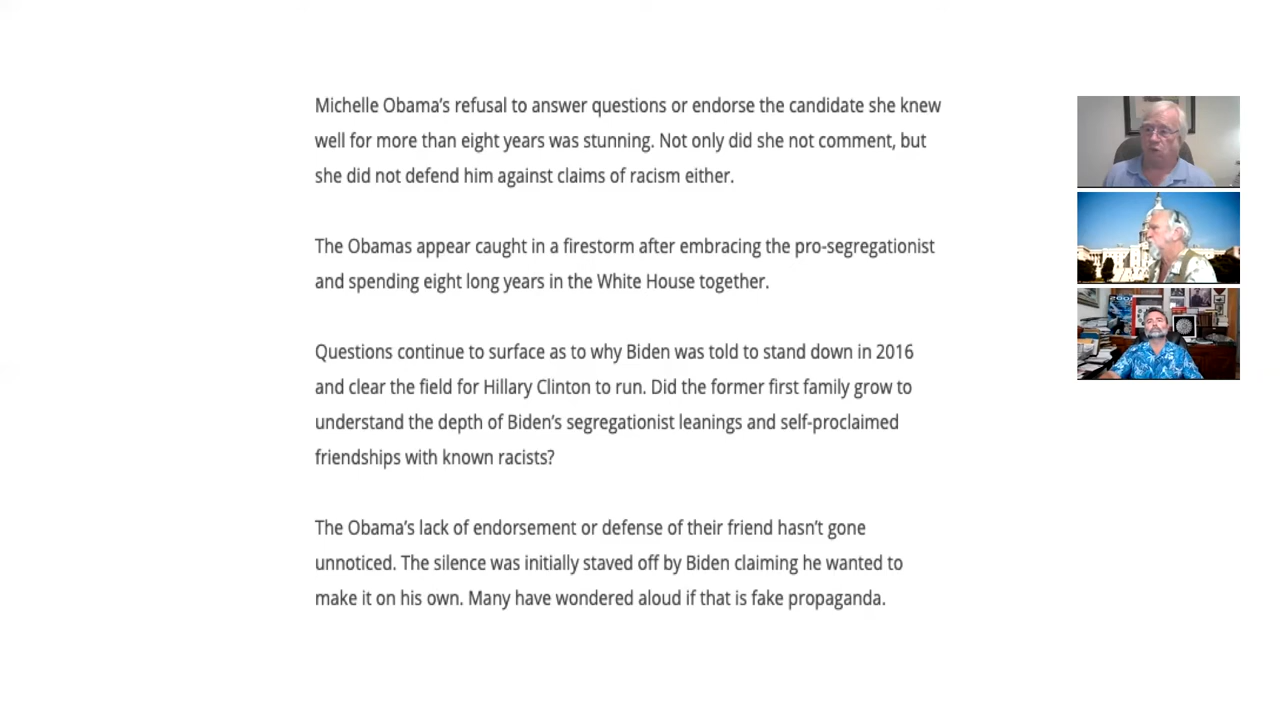 Michelle Obama's refusal to answer questions or endorse the candidate she knew
well for more than eight years was stunning. Not only did she not comment, but
she did not defend him against claims of racism either.
The Obamas appear caught in a firestorm after embracing the pro-segregationist
and spending eight long years in the White House together.
Questions continue to surface as to why Biden was told to stand down in 2016
and clear the field for Hillary Clinton to run. Did the former first family grow to
understand the depth of Biden's segregationist leanings and self-proclaimed
friendships with known racists?
The Obama's lack of endorsement or defense of their friend hasn't gone
unnoticed. The silence was initially staved off by Biden claiming he wanted to
make it on his own. Many have wondered aloud if that is fake propaganda.